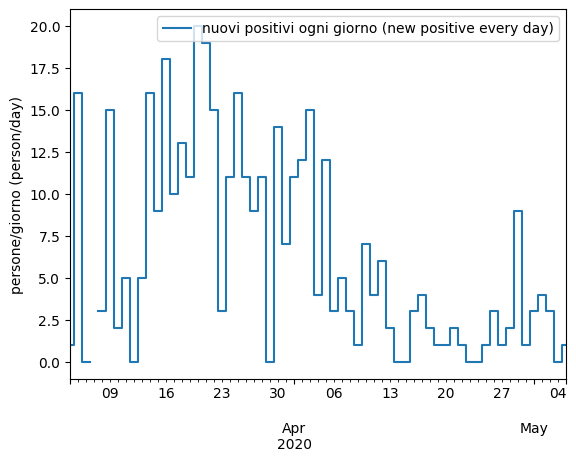 nuovi positivi ogni giorno (new positive every day)
persone/giorno (person/day)
20.0
17.5
15.0
12.5
10.0
7.5
5.0
2.5
0.0
09 16 23 30 06 13 20 27 04
Apr May
2020